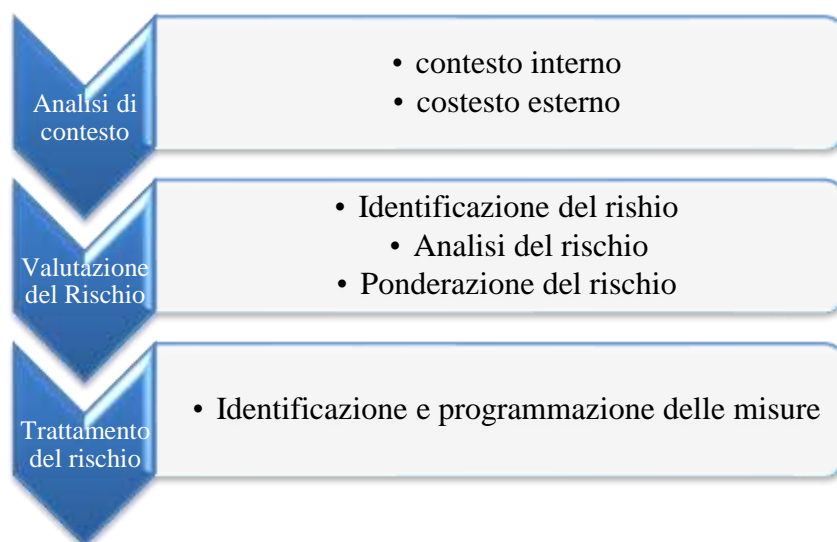 Analisi di
contesto
• contesto interno
• costesto esterno
Valutazione
del Rischio
• Identificazione del rishio
• Analisi del rischio
• Ponderazione del rischio
Trattamento
del rischio
• Identificazione e programmazione delle misure